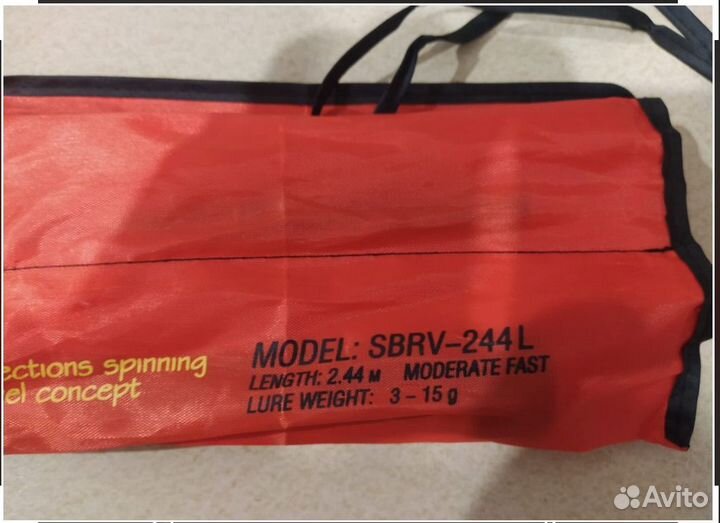 ections spinning
el concept
MODEL: SBRV-244L
LENGTH: 2.44 м MODERATE FAST
LURE WEIGHT: 3 - 15 g
Avito